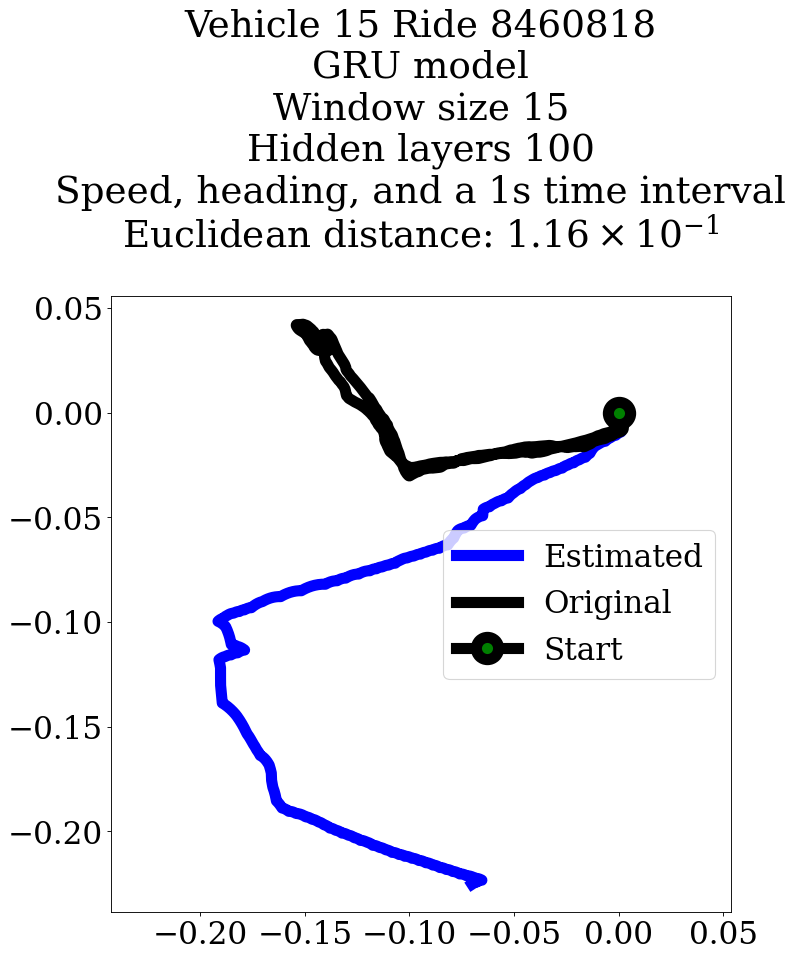 Vehicle 15 Ride 8460818
GRU model
Window size 15
Hidden layers 100
Speed, heading, and a 1s time interval
Euclidean distance: 1.16 × 10⁻¹
0.05
0.00
−0.05
−0.10
−0.15
−0.20
Estimated
Original
Start
−0.20 −0.15 −0.10 −0.05 0.00 0.05